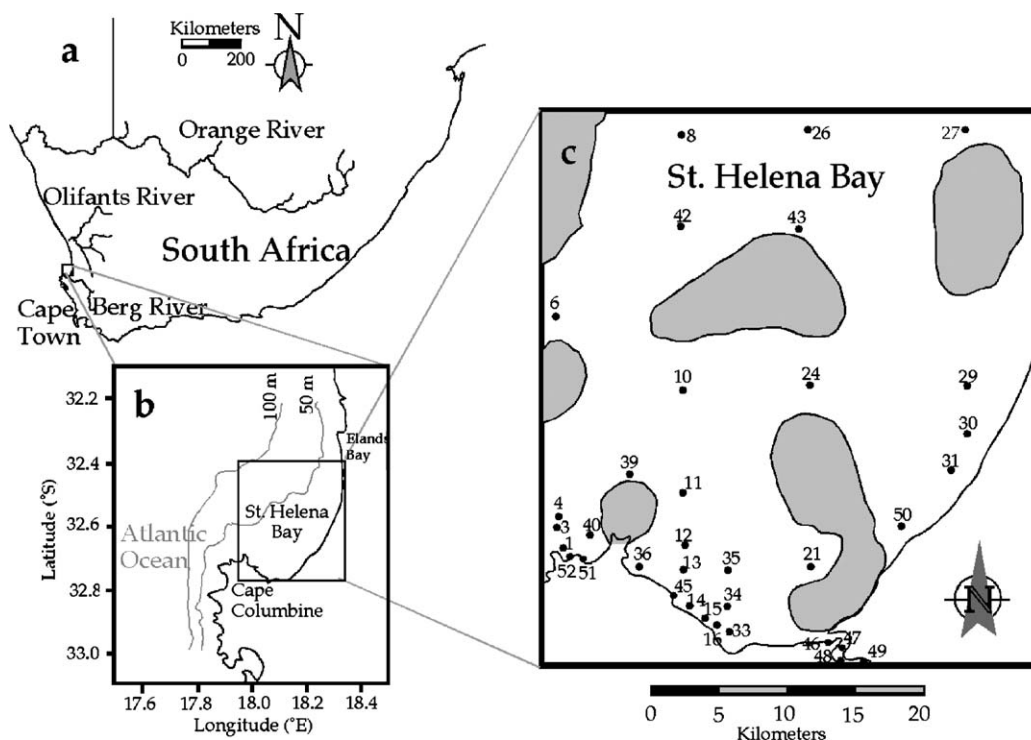 a
Kilometers
0 200
N
Orange River
Olifants River
South Africa
Berg River
Cape
Town
b
100 m
50 m
Elands
Bay
St. Helena
Bay
Atlantic
Ocean
Cape
Columbine
32.2
32.4
32.6
32.8
33.0
Latitude (°S)
17.6 17.8 18.0 18.2 18.4
Longitude (°E)
c
8 26 27
St. Helena Bay
42 43
6
10 24 29
30
39 31
11
4
3 40 50
12
1
52 51 36 13 35 21
45 14 34
15
16 33
46 47
48 49
N
0 5 10 15 20
Kilometers